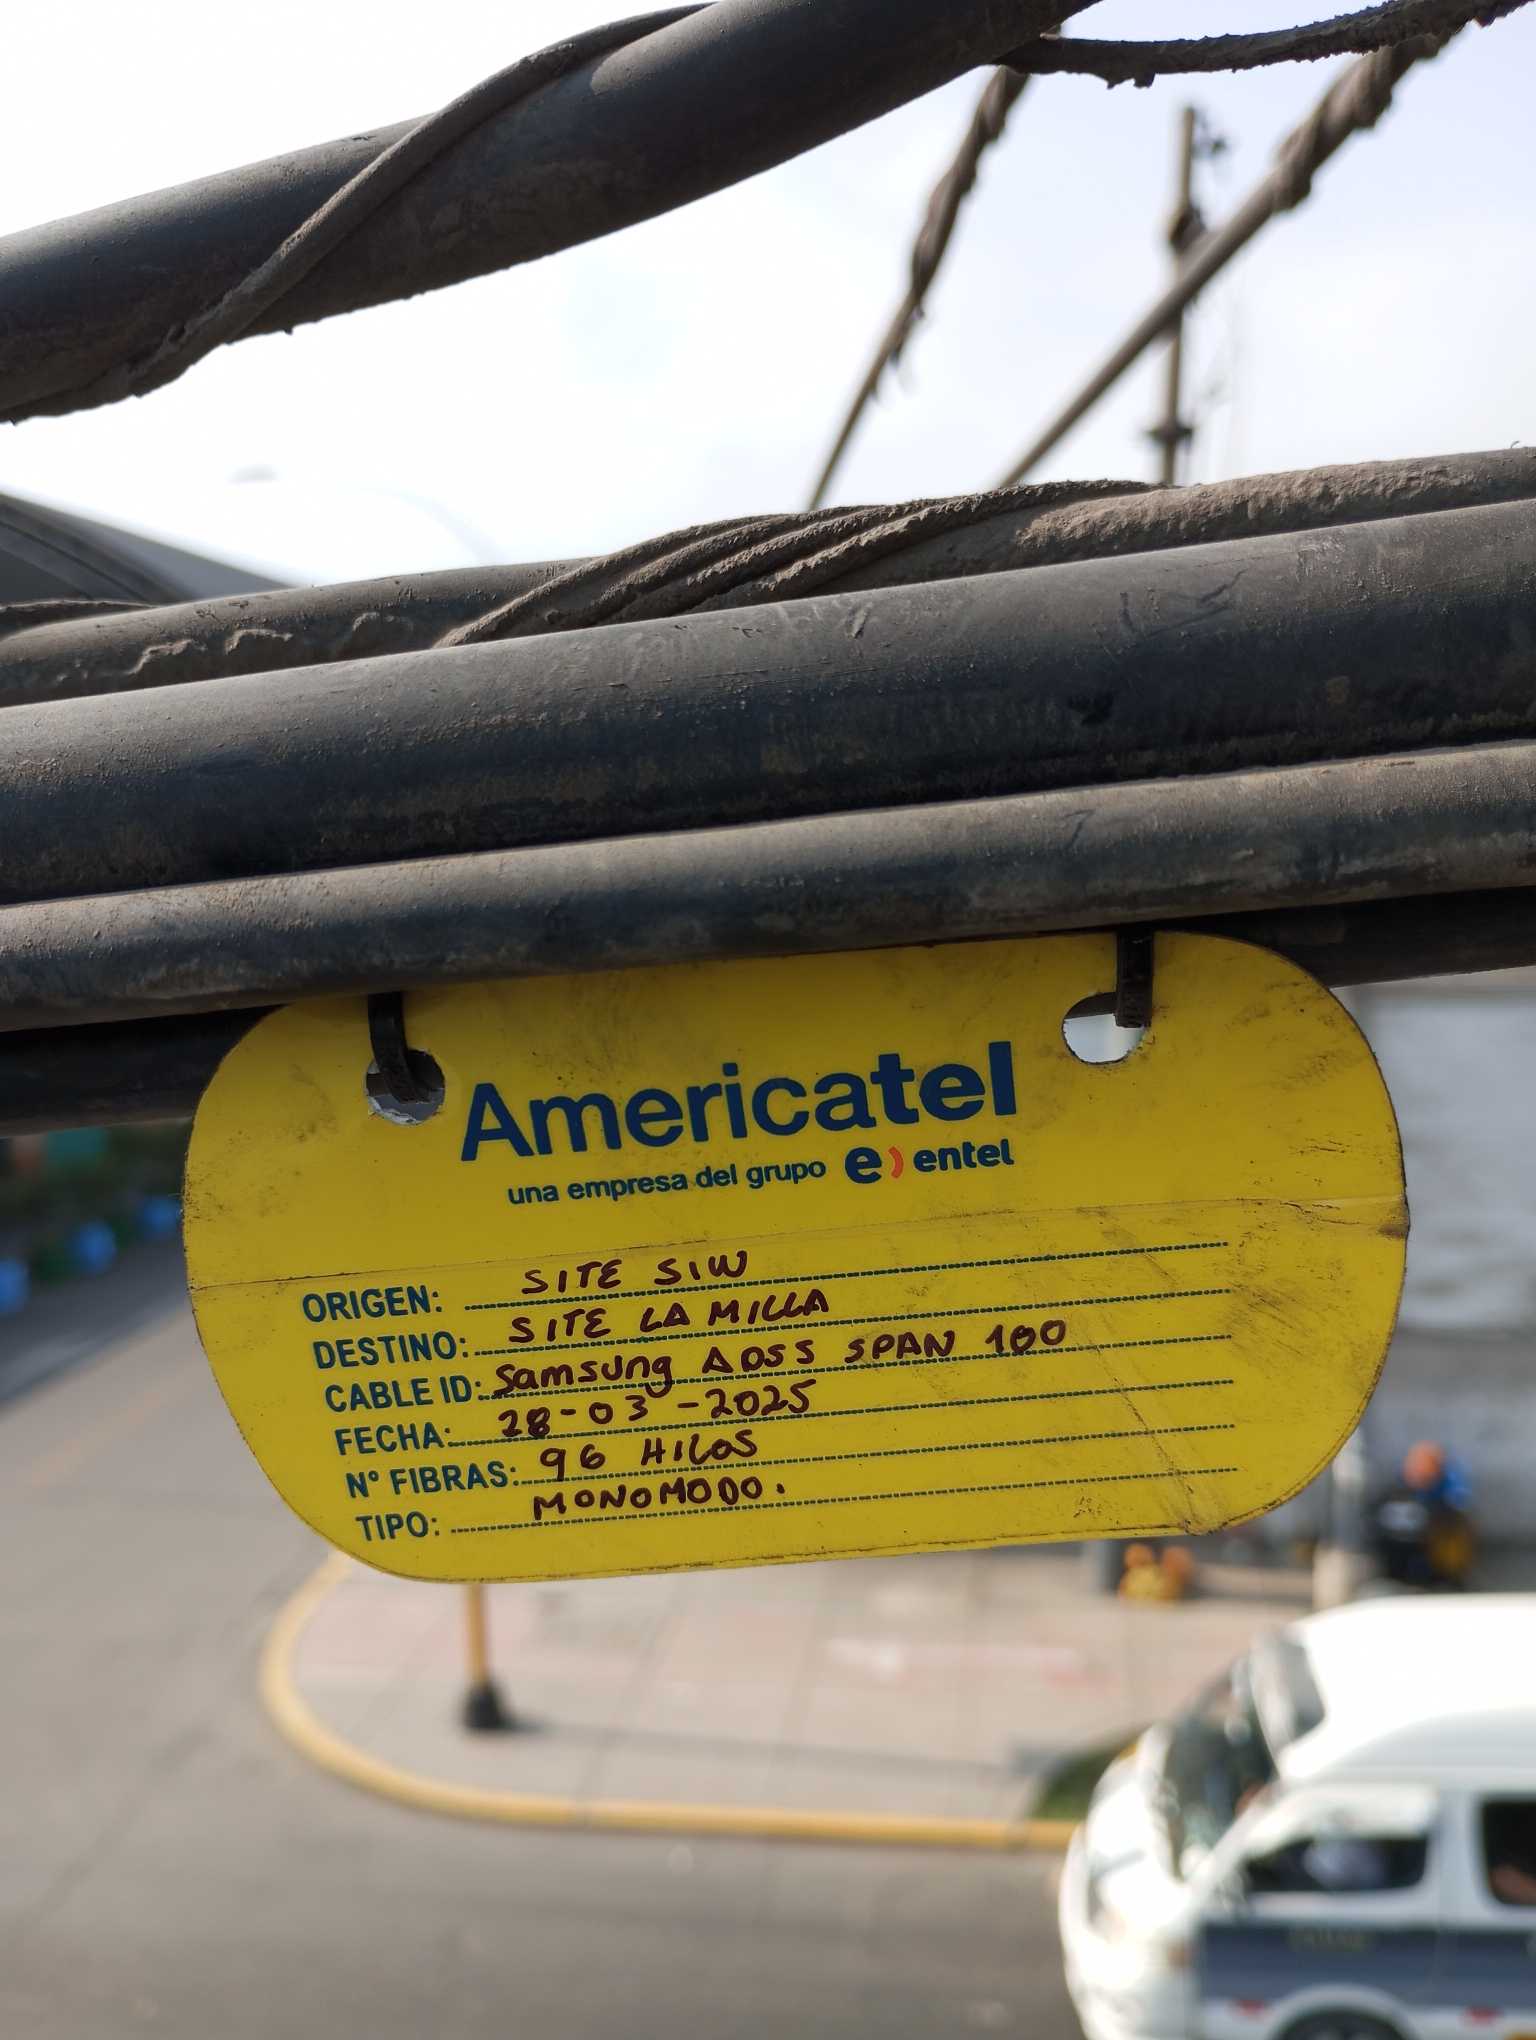 Americatel
una empresa del grupo e) entel
ORIGEN: SITE SIW
DESTINO: SITE LA MILLA
CABLE ID: Samsung ADSS SPAN 100
FECHA: 28-03-2025
N° FIBRAS: 96 HILOS
TIPO: MONOMODO.